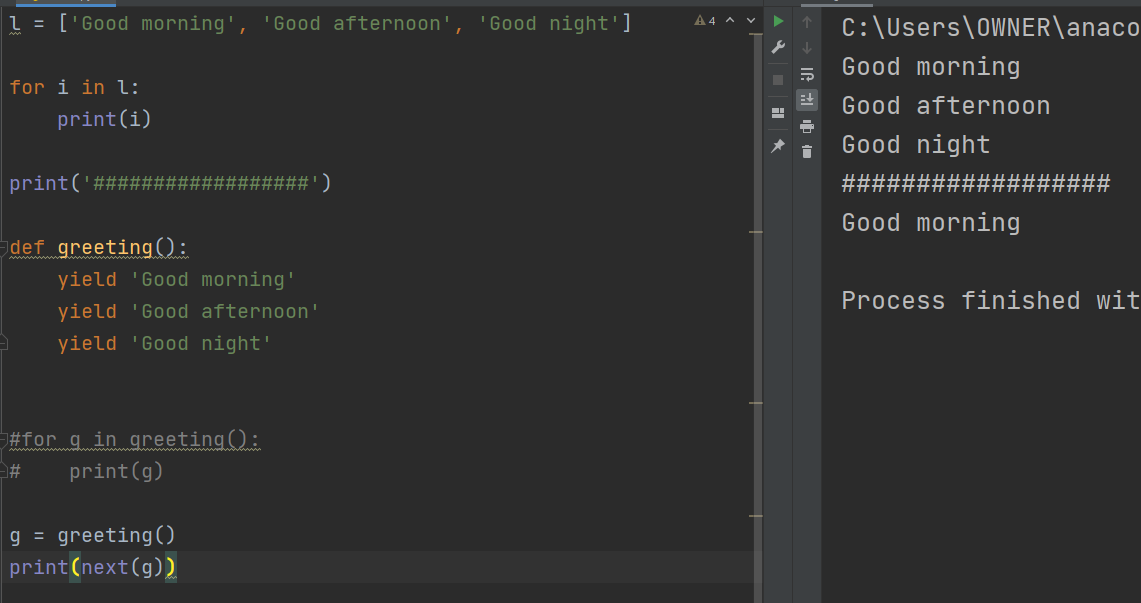 l = ['Good morning', 'Good afternoon', 'Good night']
for i in l:
    print(i)
print('##################')
def greeting():
    yield 'Good morning'
    yield 'Good afternoon'
    yield 'Good night'
#for g in greeting():
#    print(g)
g = greeting()
print(next(g))
4
C:\Users\OWNER\anaco
Good morning
Good afternoon
Good night
##################
Good morning
Process finished wit